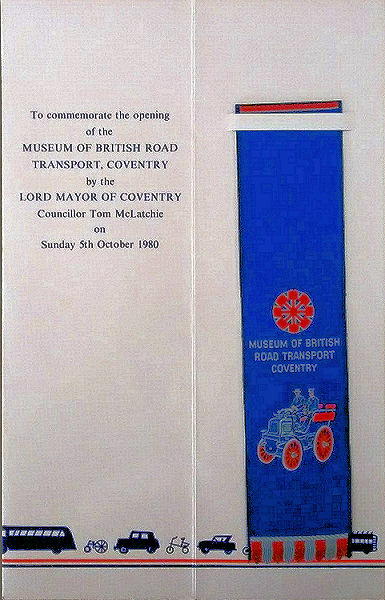 To commemorate the opening
of the
MUSEUM OF BRITISH ROAD
TRANSPORT, COVENTRY
by the
LORD MAYOR OF COVENTRY
Councillor Tom McLatchie
on
Sunday 5th October 1980
MUSEUM OF BRITISH
ROAD TRANSPORT
COVENTRY